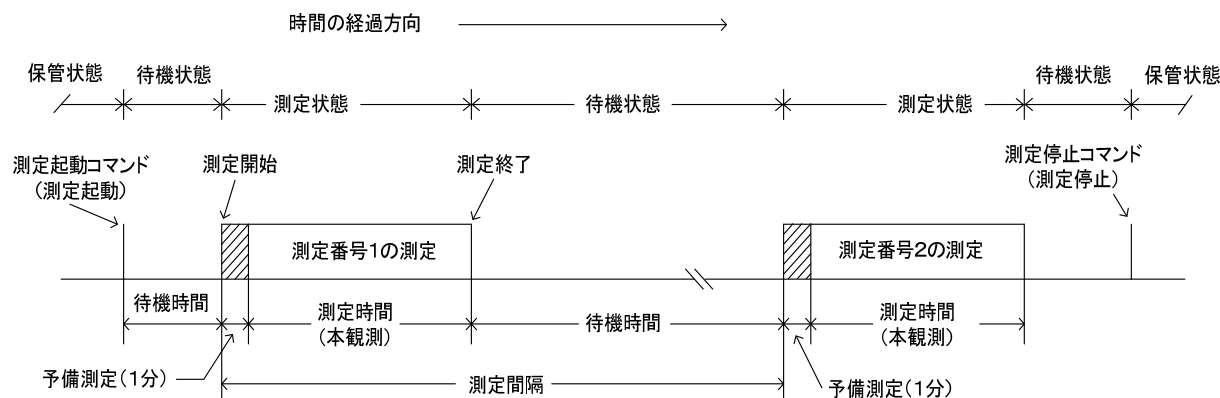 時間の経過方向
保管状態
待機状態
測定状態
待機状態
測定状態
待機状態
保管状態
測定起動コマンド
(測定起動)
測定開始
測定終了
測定停止コマンド
(測定停止)
測定番号1の測定
測定番号2の測定
待機時間
測定時間
(本観測)
待機時間
測定時間
(本観測)
予備測定(1分)
測定間隔
予備測定(1分)